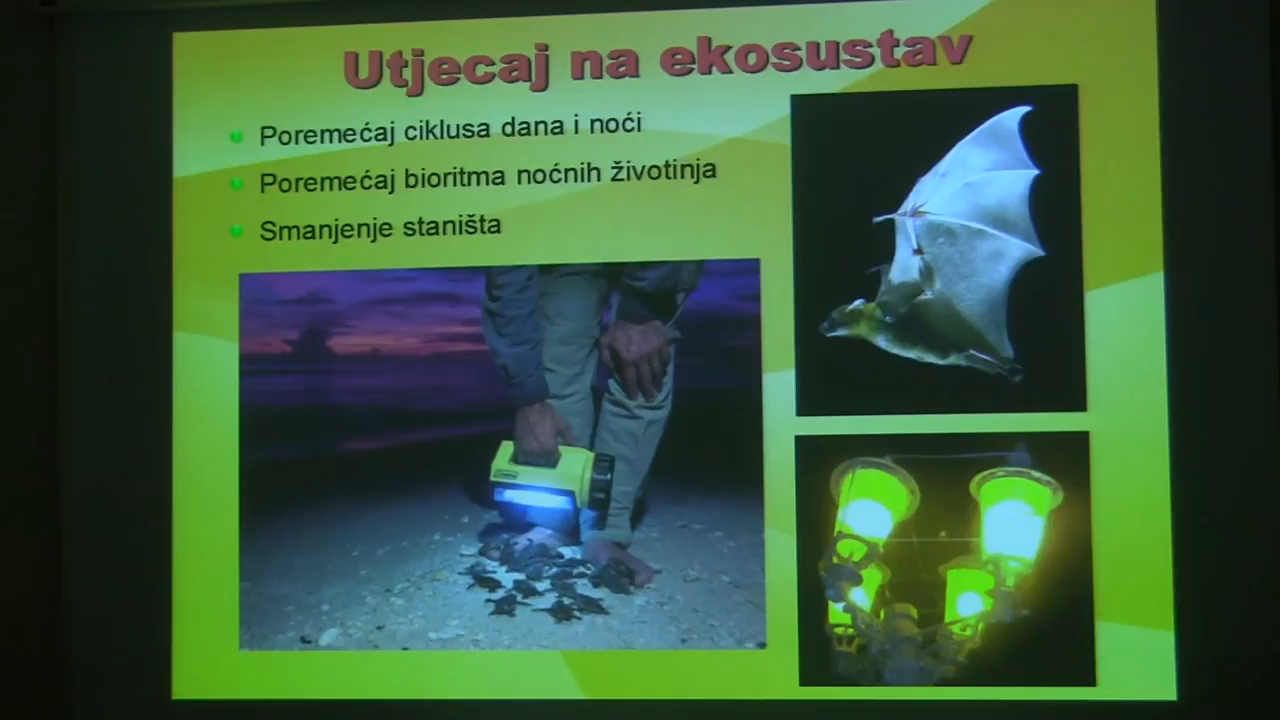 Utjecaj na ekosustav
Poremećaj ciklusa dana i noći
Poremećaj bioritma noćnih životinja
Smanjenje staništa